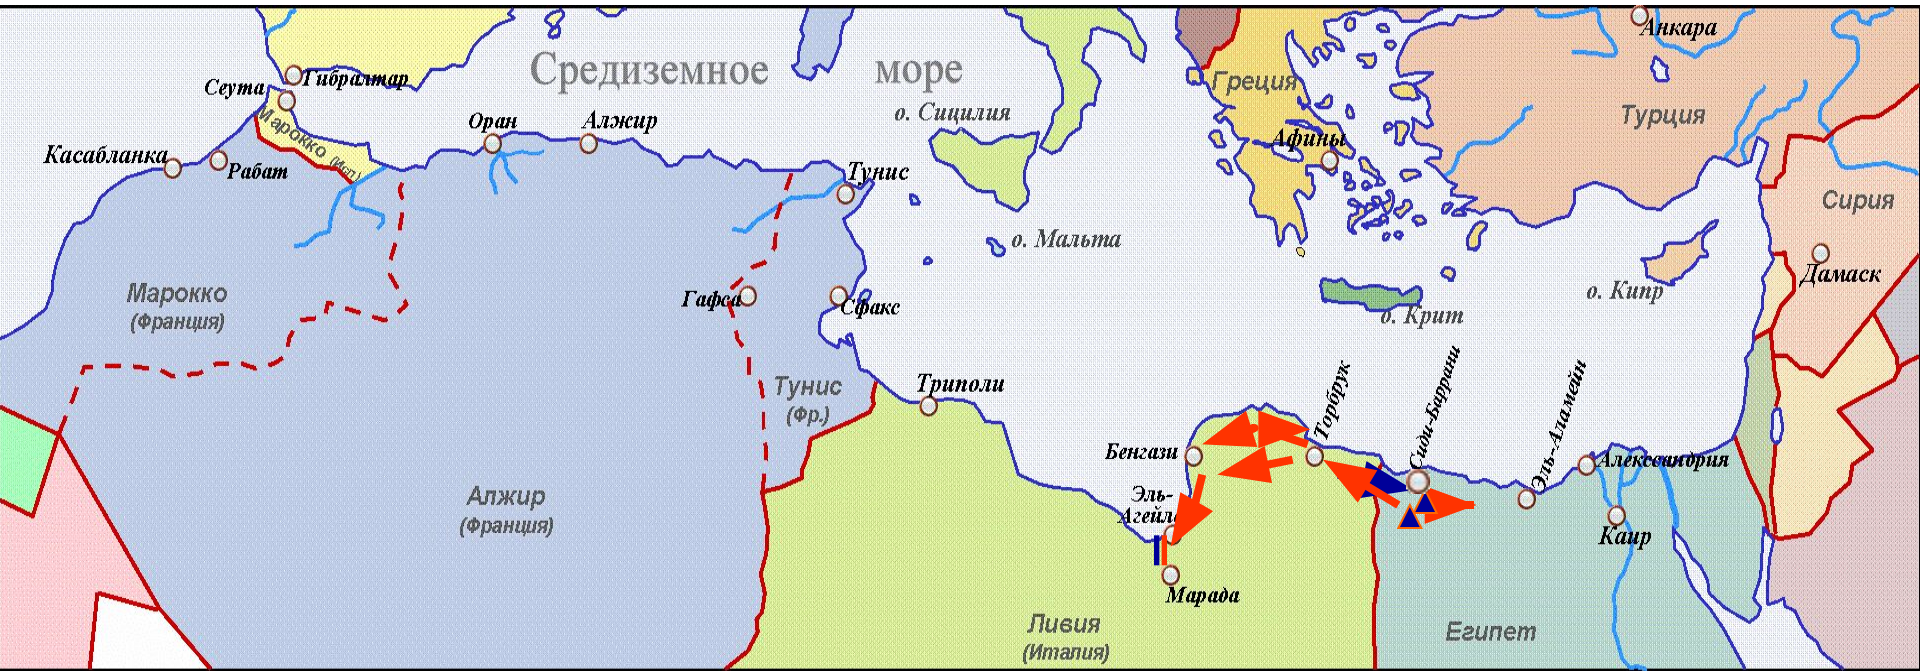 Анкара
Гибралтар
Средиземное море
Греция
Сеута
о. Сицилия
Турция
Марокко (Исп)
Оран
Алжир
Афины
Касабланка
Рабат
Тунис
Сирия
о. Мальта
Дамаск
Марокко
(Франция)
Гафса
Сфакс
о. Кипр
о. Крит
Тунис
(Фр.)
Триполи
Торбрук
Сиди-Баррани
Эль-Аламейн
Бенгази
Александрия
Алжир
(Франция)
Эль-
Агейла
Каир
Марада
Ливия
(Италия)
Египет